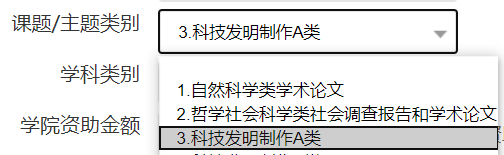 课题/主题类别
3.科技发明制作A类
学科类别
1.自然科学类学术论文
2.哲学社会科学类社会调查报告和学术论文
学院资助金额
3.科技发明制作A类